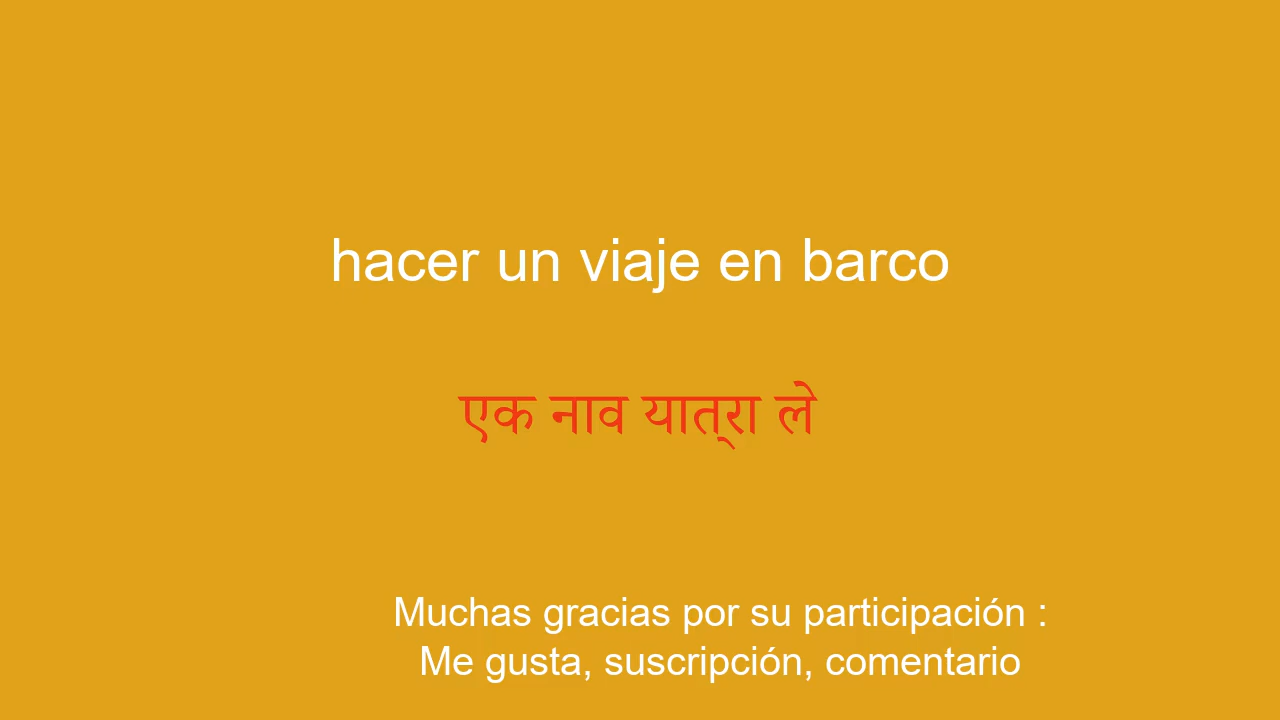 hacer un viaje en barco
एक नाव यात्रा ले
Muchas gracias por su participación :
Me gusta, suscripción, comentario